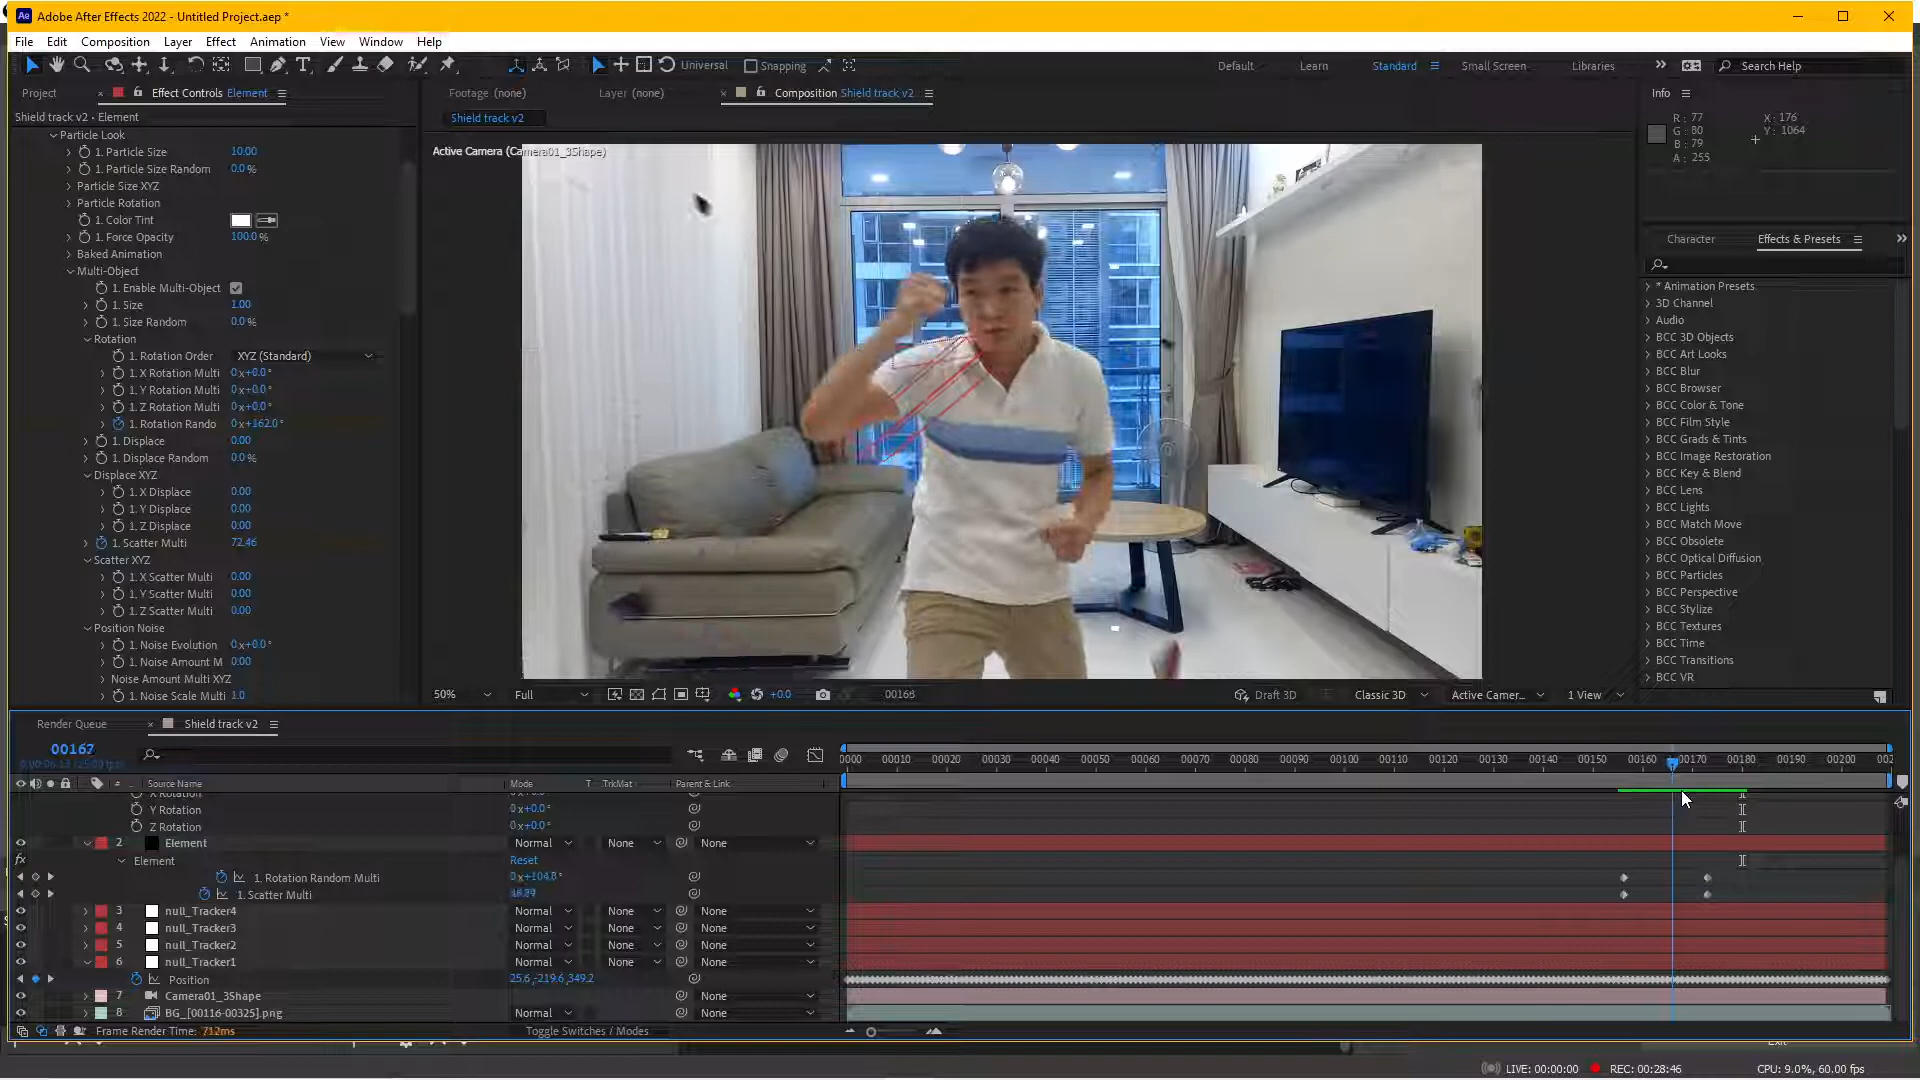 Adobe After Effects 2022 - Untitled Project.aep *
File Edit Composition Layer Effect Animation View Window Help
Universal Snapping Default Learn Standard Small Screen Libraries Search Help
Project Effect Controls Element Footage (none) Layer (none) Composition Shield track v2 Info
Shield track v2 · Element
Shield track v2
R: 77 X: 176
G: 80 Y: 1064
B: 79
A: 255
Active Camera (Camera01_3Shape)
Particle Look
1. Particle Size 10.00
1. Particle Size Random 0.0 %
Particle Size XYZ
Particle Rotation
1. Color Tint
1. Force Opacity 100.0 %
Baked Animation
Multi-Object
1. Enable Multi-Object
1. Size 1.00
1. Size Random 0.0 %
Rotation
1. Rotation Order XYZ (Standard)
1. X Rotation Multi 0 x+0.0 °
1. Y Rotation Multi 0 x+0.0 °
1. Z Rotation Multi 0 x+0.0 °
1. Rotation Rando 0 x+162.0 °
1. Displace 0.00
1. Displace Random 0.0 %
Displace XYZ
1. X Displace 0.00
1. Y Displace 0.00
1. Z Displace 0.00
1. Scatter Multi 72.46
Scatter XYZ
1. X Scatter Multi 0.00
1. Y Scatter Multi 0.00
1. Z Scatter Multi 0.00
Position Noise
1. Noise Evolution 0 x+0.0 °
1. Noise Amount M 0.00
Noise Amount Multi XYZ
1. Noise Scale Multi 1.0
Character Effects & Presets
* Animation Presets
3D Channel
Audio
BCC 3D Objects
BCC Art Looks
BCC Blur
BCC Browser
BCC Color & Tone
BCC Film Style
BCC Grads & Tints
BCC Image Restoration
BCC Key & Blend
BCC Lens
BCC Lights
BCC Match Move
BCC Obsolete
BCC Optical Diffusion
BCC Particles
BCC Perspective
BCC Stylize
BCC Textures
BCC Time
BCC Transitions
BCC VR
50% Full +0.0 Draft 3D Classic 3D Active Camer... 1 View
Render Queue Shield track v2
00167
0000 00010 00020 00030 00040 00050 00060 00070 00080 00090 00100 00110 00120 00130 00140 00150 00160 00170 00180 00190 00200 002
# Source Name Mode T TrkMat Parent & Link
Y Rotation 0 x+0.0 °
Z Rotation 0 x+0.0 °
2 Element Normal None None
fx Element Reset
1. Rotation Random Multi 0 x+104.8 °
1. Scatter Multi
3 null_Tracker4 Normal None None
4 null_Tracker3 Normal None None
5 null_Tracker2 Normal None None
6 null_Tracker1 Normal None None
Position 25.6,-219.6,349.2
7 Camera01_3Shape None
8 BG_[00116-00325].png Normal None None
Frame Render Time: 712ms Toggle Switches / Modes
LIVE: 00:00:00 REC: 00:28:46 CPU: 9.0%, 60.00 fps